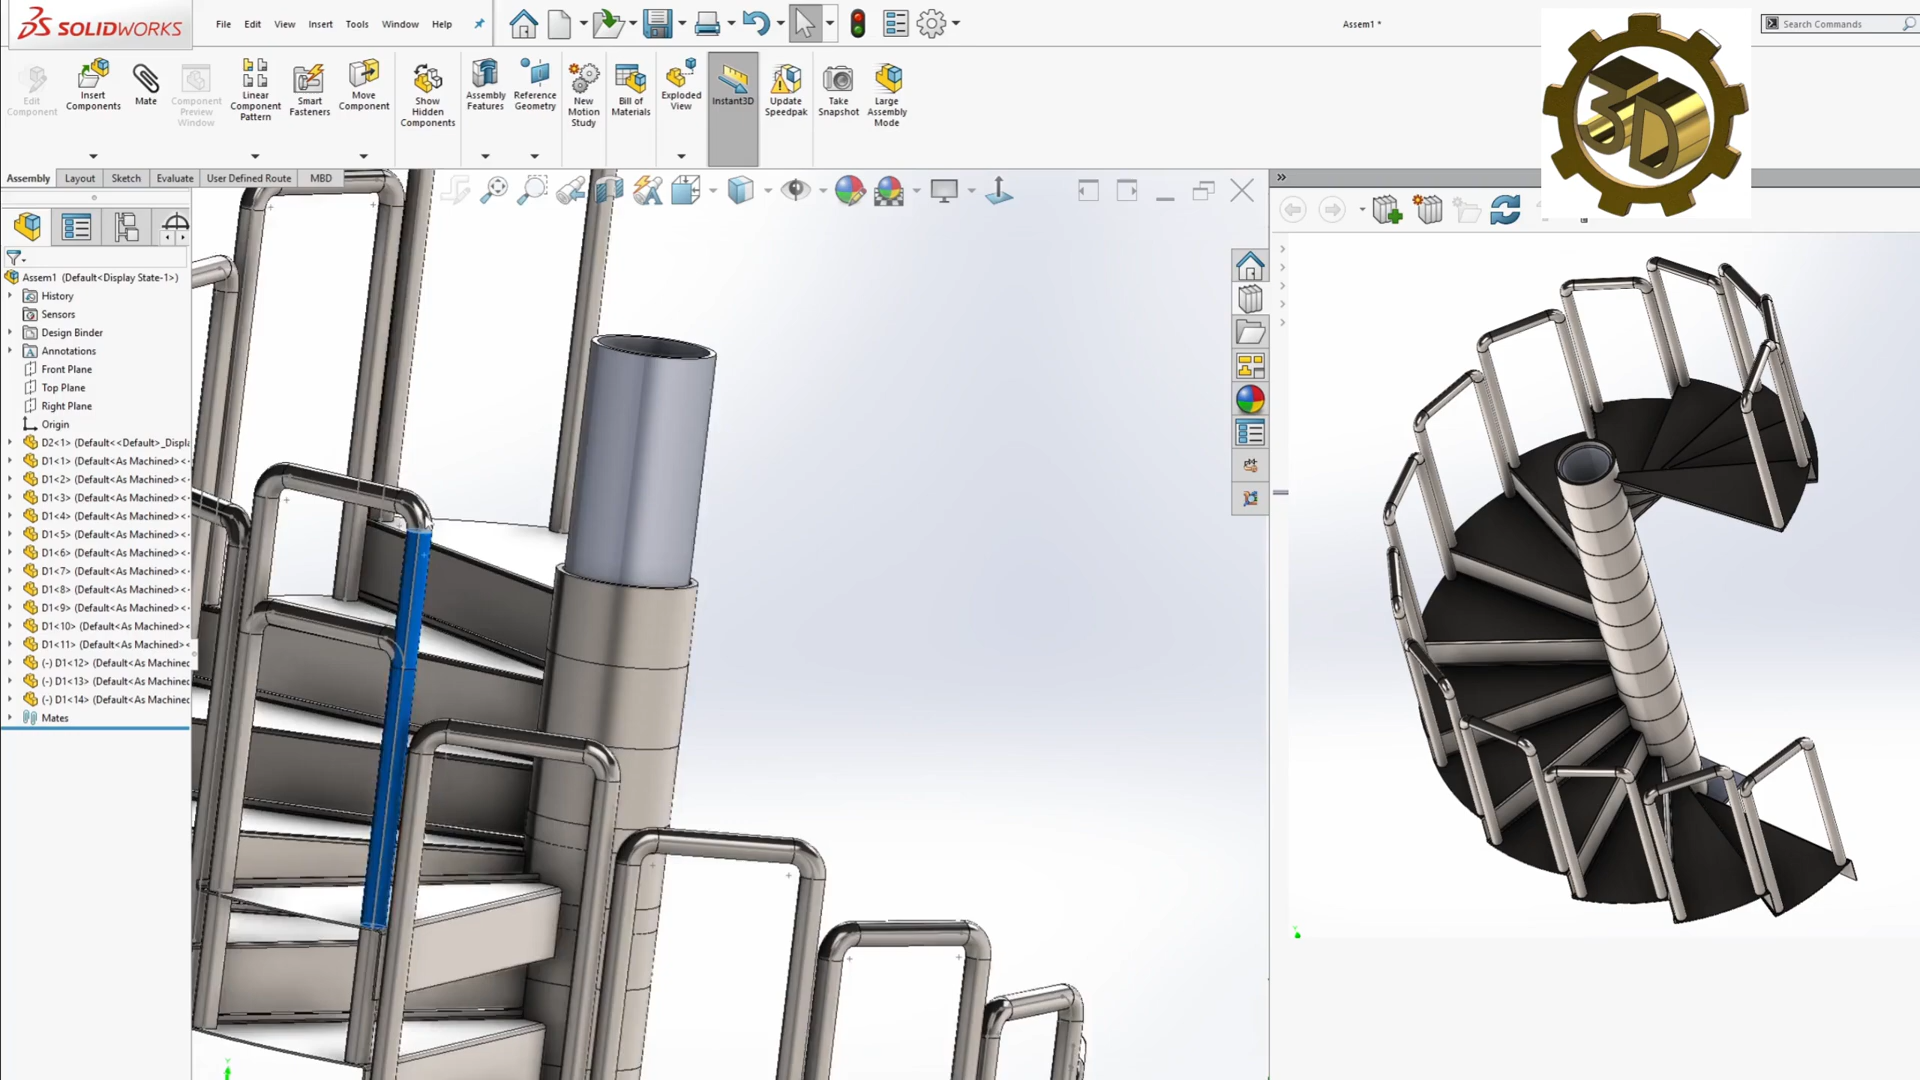 SOLIDWORKS
File Edit View Insert Tools Window Help
Assem1 *
Search Commands
Edit Component
Insert Components
Mate
Component Preview Window
Linear Component Pattern
Smart Fasteners
Move Component
Show Hidden Components
Assembly Features
Reference Geometry
New Motion Study
Bill of Materials
Exploded View
Instant3D
Update Speedpak
Take Snapshot
Large Assembly Mode
3D
Assembly Layout Sketch Evaluate User Defined Route MBD
Assem1 (Default<Display State-1>)
History
Sensors
Design Binder
Annotations
Front Plane
Top Plane
Right Plane
Origin
D2<1> (Default<<Default>_Displa
D1<1> (Default<As Machined><
D1<2> (Default<As Machined><
D1<3> (Default<As Machined><
D1<4> (Default<As Machined><
D1<5> (Default<As Machined><
D1<6> (Default<As Machined><
D1<7> (Default<As Machined><
D1<8> (Default<As Machined><
D1<9> (Default<As Machined><
D1<10> (Default<As Machined><
D1<11> (Default<As Machined><
(-) D1<12> (Default<As Machined
(-) D1<13> (Default<As Machined
(-) D1<14> (Default<As Machined
Mates